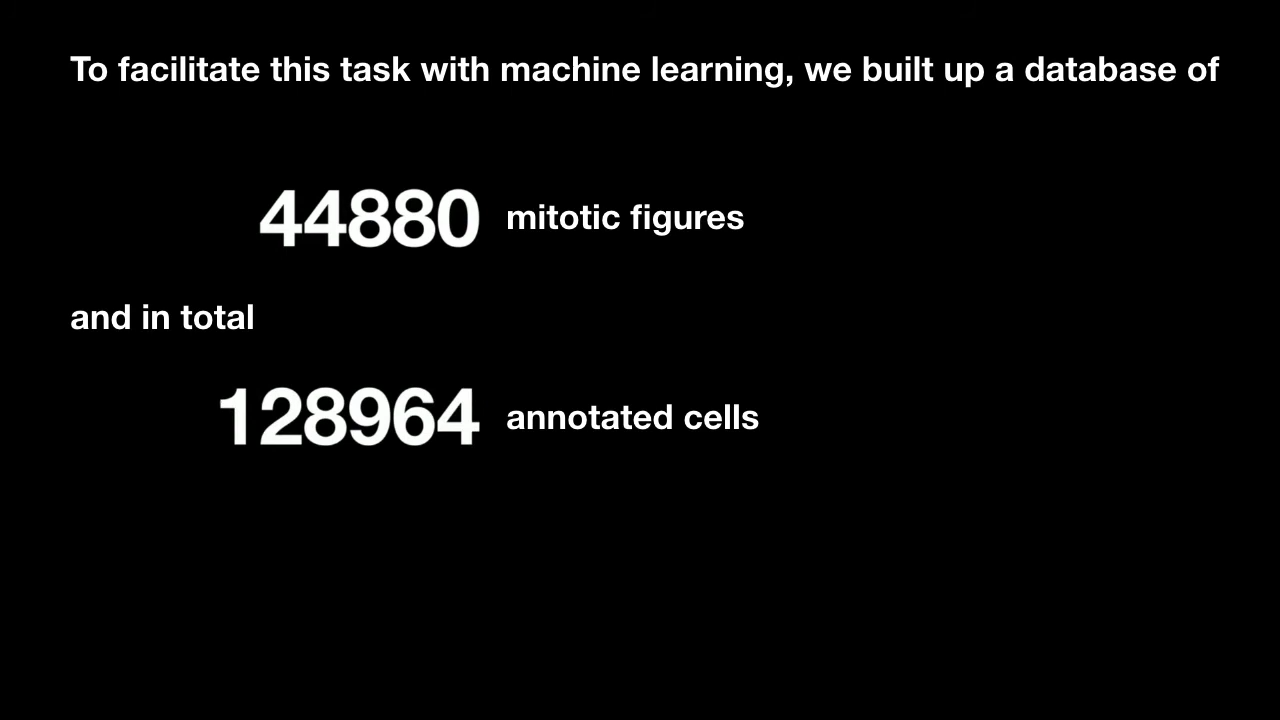 To facilitate this task with machine learning, we built up a database of
44880 mitotic figures
and in total
128964 annotated cells